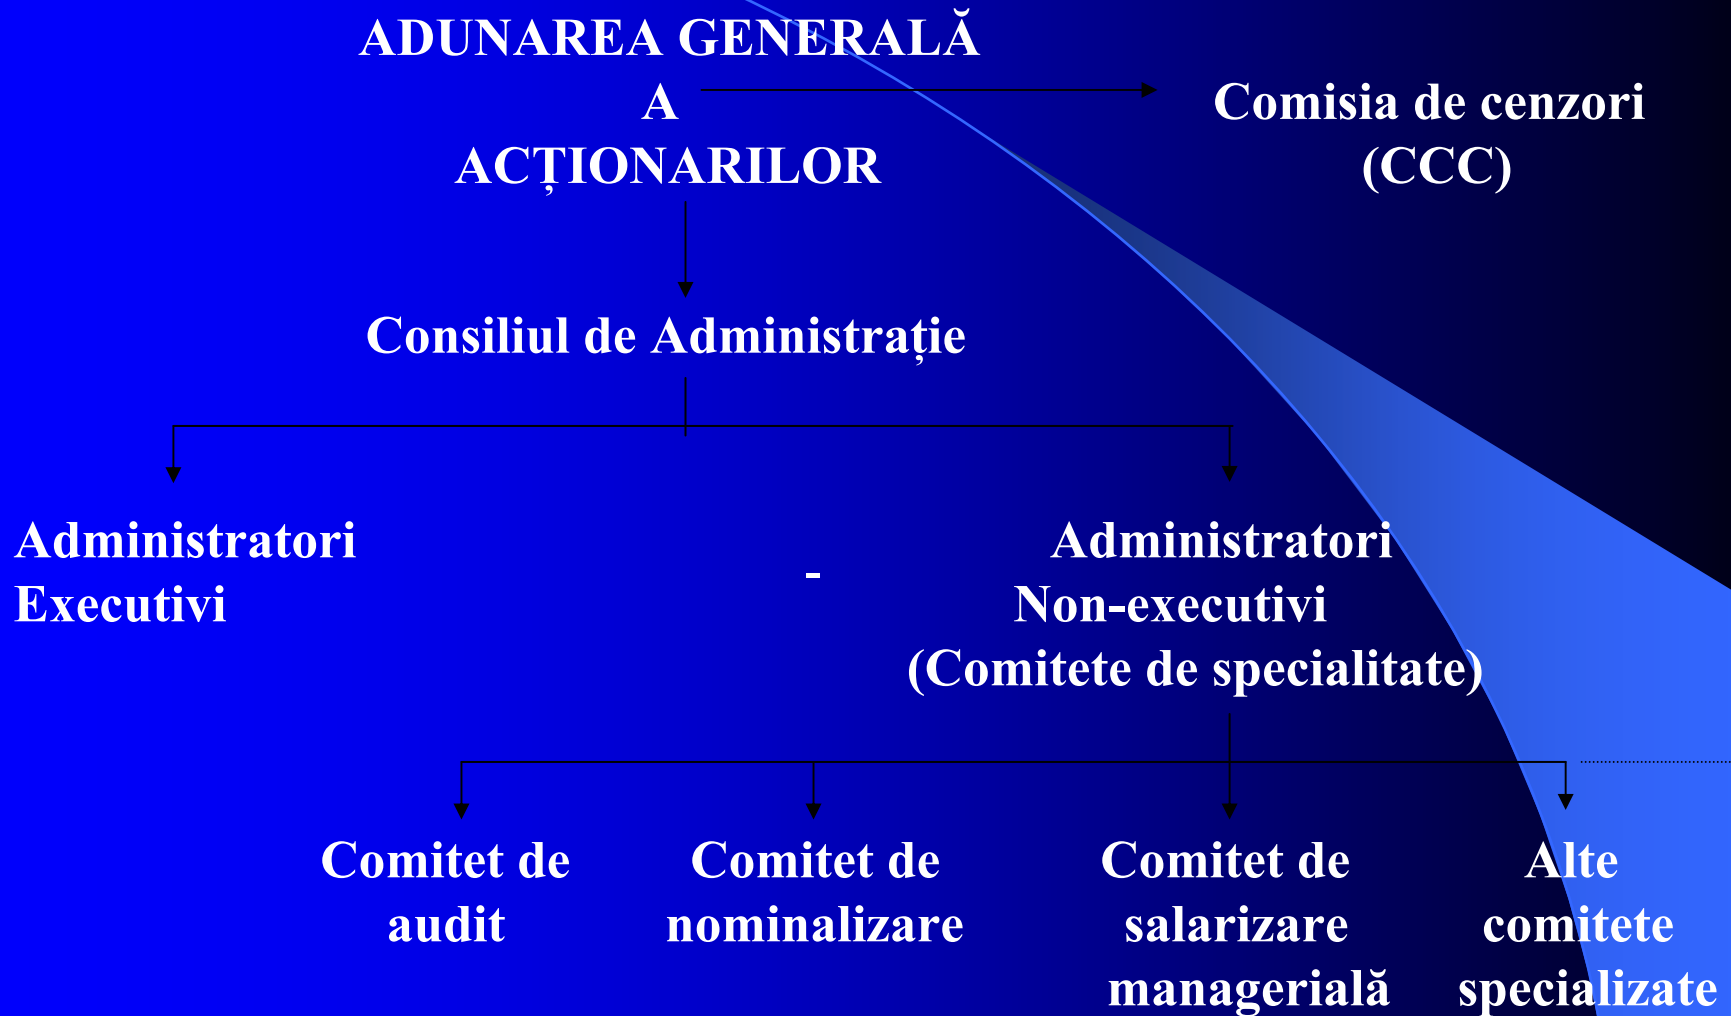 ADUNAREA GENERALĂ
A
ACȚIONARILOR
Comisia de cenzori
(CCC)
Consiliul de Administrație
Administratori
Executivi
-
Administratori
Non-executivi
(Comitete de specialitate)
Comitet de
audit
Comitet de
nominalizare
Comitet de
salarizare
managerială
Alte
comitete
specializate